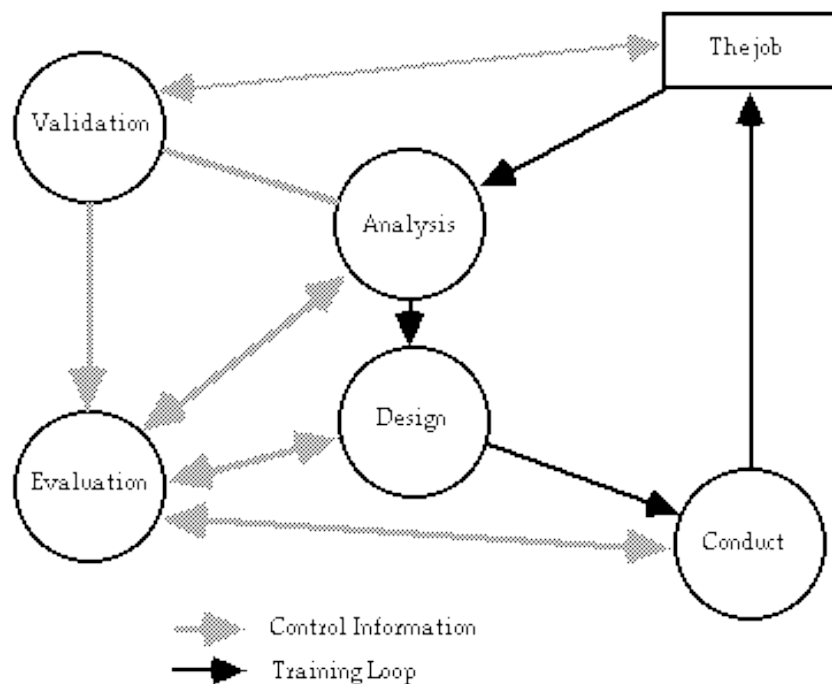 The job
Validation
Analysis
Design
Evaluation
Conduct
Control Information
Training Loop